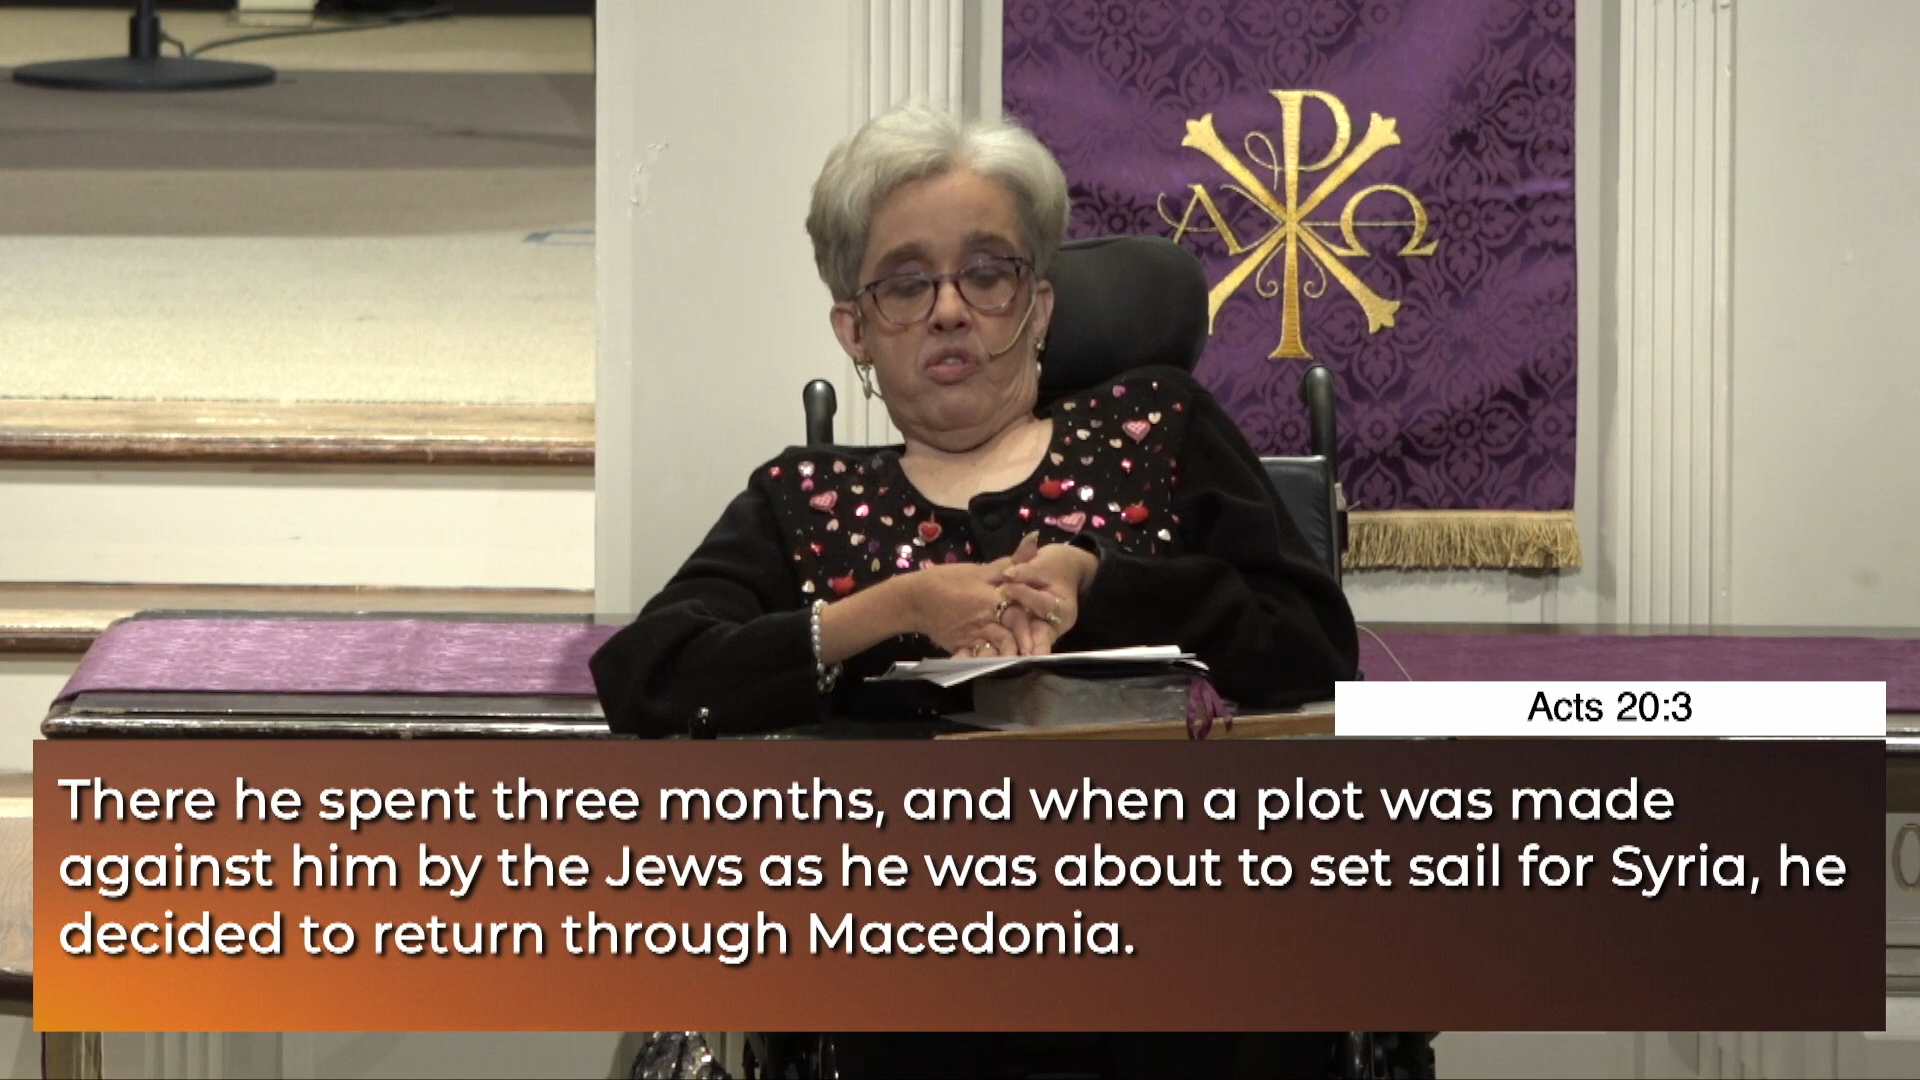 Α Ω
Acts 20:3
There he spent three months, and when a plot was made
against him by the Jews as he was about to set sail for Syria, he
decided to return through Macedonia.